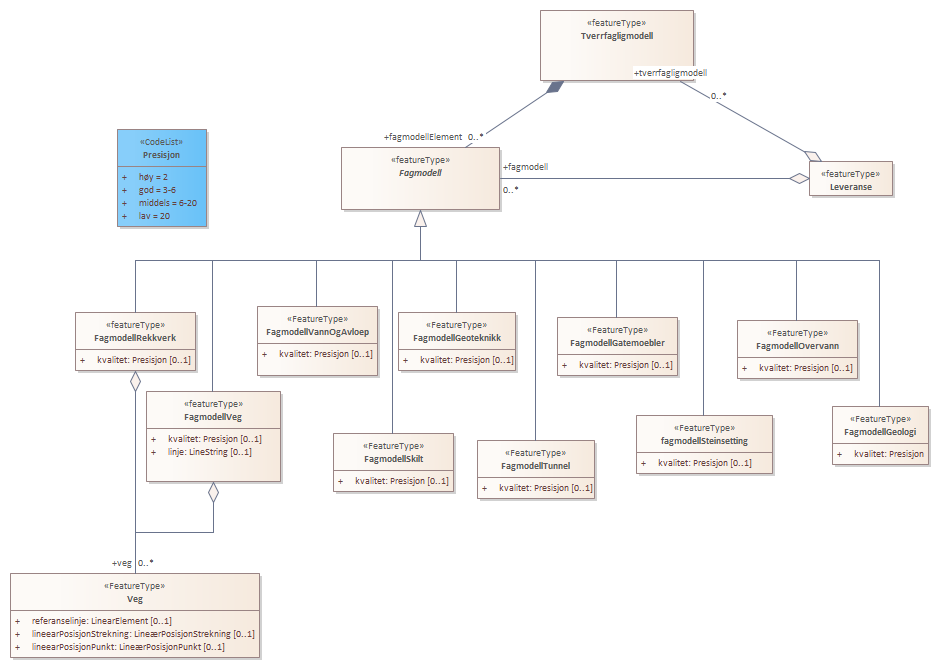 «featureType»
Tverrfagligmodell
+tverrfagligmodell
0..*
+fagmodellElement 0..*
«CodeList»
Presisjon
+ høy = 2
+ god = 3-6
+ middels = 6-20
+ lav = 20
«featureType»
Fagmodell
+fagmodell
0..*
«featureType»
Leveranse
«featureType»
FagmodellRekkverk
+ kvalitet: Presisjon [0..1]
«FeatureType»
FagmodellVannOgAvloep
+ kvalitet: Presisjon [0..1]
«FeatureType»
FagmodellGeoteknikk
+ kvalitet: Presisjon [0..1]
«FeatureType»
FagmodellGatemoebler
+ kvalitet: Presisjon [0..1]
«FeatureType»
FagmodellOvervann
+ kvalitet: Presisjon [0..1]
«featureType»
FagmodellVeg
+ kvalitet: Presisjon [0..1]
+ linje: LineString [0..1]
«FeatureType»
FagmodellSkilt
+ kvalitet: Presisjon [0..1]
«FeatureType»
FagmodellTunnel
+ kvalitet: Presisjon [0..1]
«FeatureType»
fagmodellSteinsetting
+ kvalitet: Presisjon [0..1]
«FeatureType»
FagmodellGeologi
+ kvalitet: Presisjon
+veg 0..*
«FeatureType»
Veg
+ referanselinje: LinearElement [0..1]
+ lineearPosisjonStrekning: LineærPosisjonStrekning [0..1]
+ lineearPosisjonPunkt: LineærPosisjonPunkt [0..1]